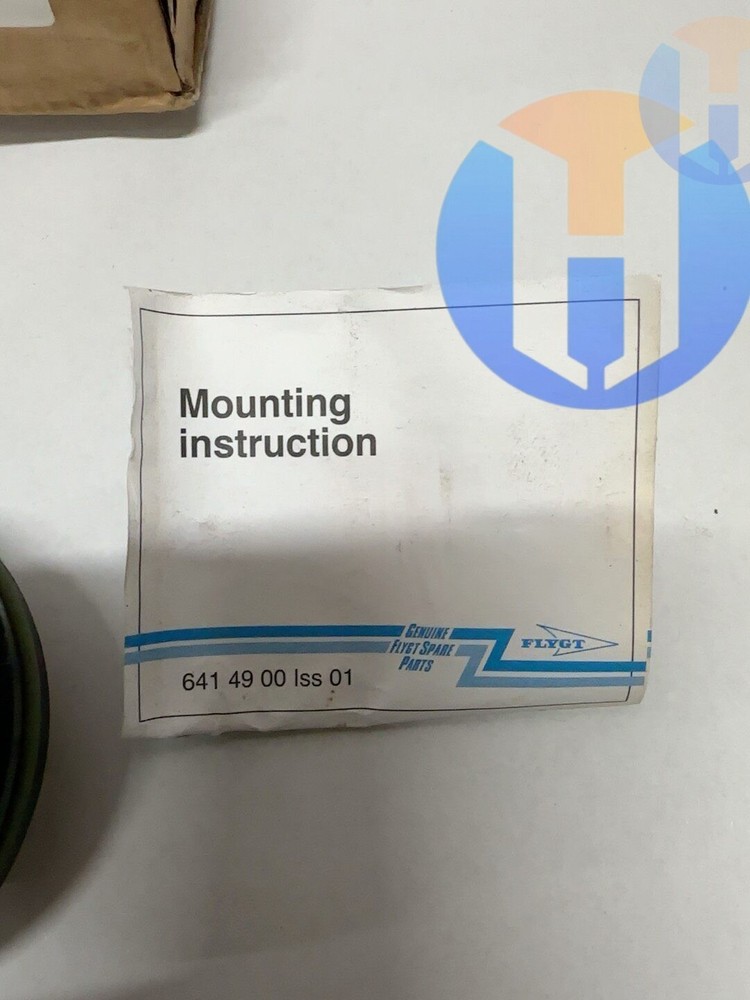 Mounting
instruction
GENUINE
FLYGT SPARE
PARTS
FLYGT
641 49 00 Iss 01